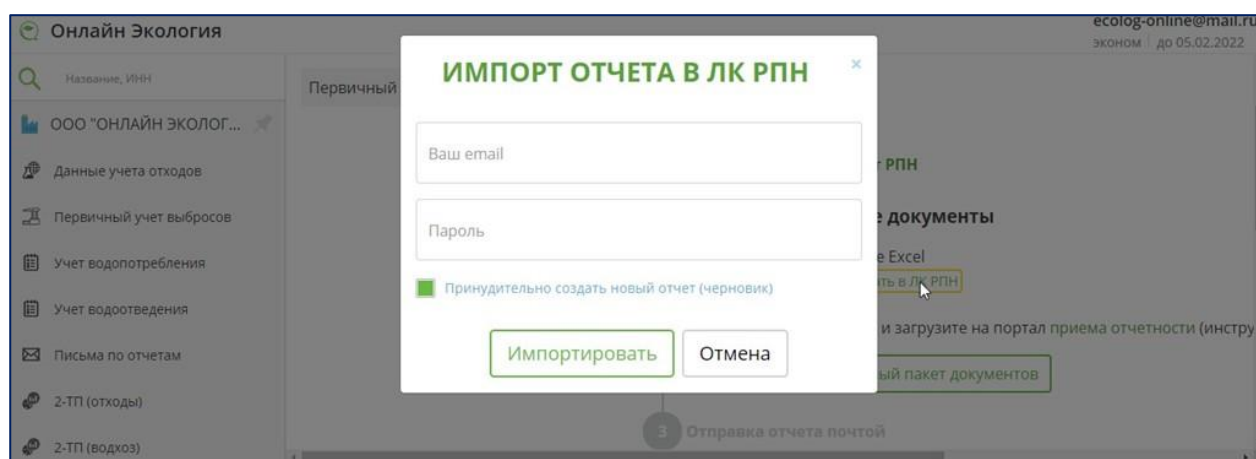 Онлайн Экология
ecolog-online@mail.ru
эконом до 05.02.2022
Название, ИНН
Первичный
ООО "ОНЛАЙН ЭКОЛОГ...
Данные учета отходов
Первичный учет выбросов
Учет водопотребления
Учет водоотведения
Письма по отчетам
2-ТП (отходы)
2-ТП (водхоз)
ИМПОРТ ОТЧЕТА В ЛК РПН
×
Ваш email
Пароль
Принудительно создать новый отчет (черновик)
Импортировать
Отмена
РПН
документы
Excel
в ЛК РПН
и загрузите на портал приема отчетности (инстру
ый пакет документов
3 Отправка отчета почтой